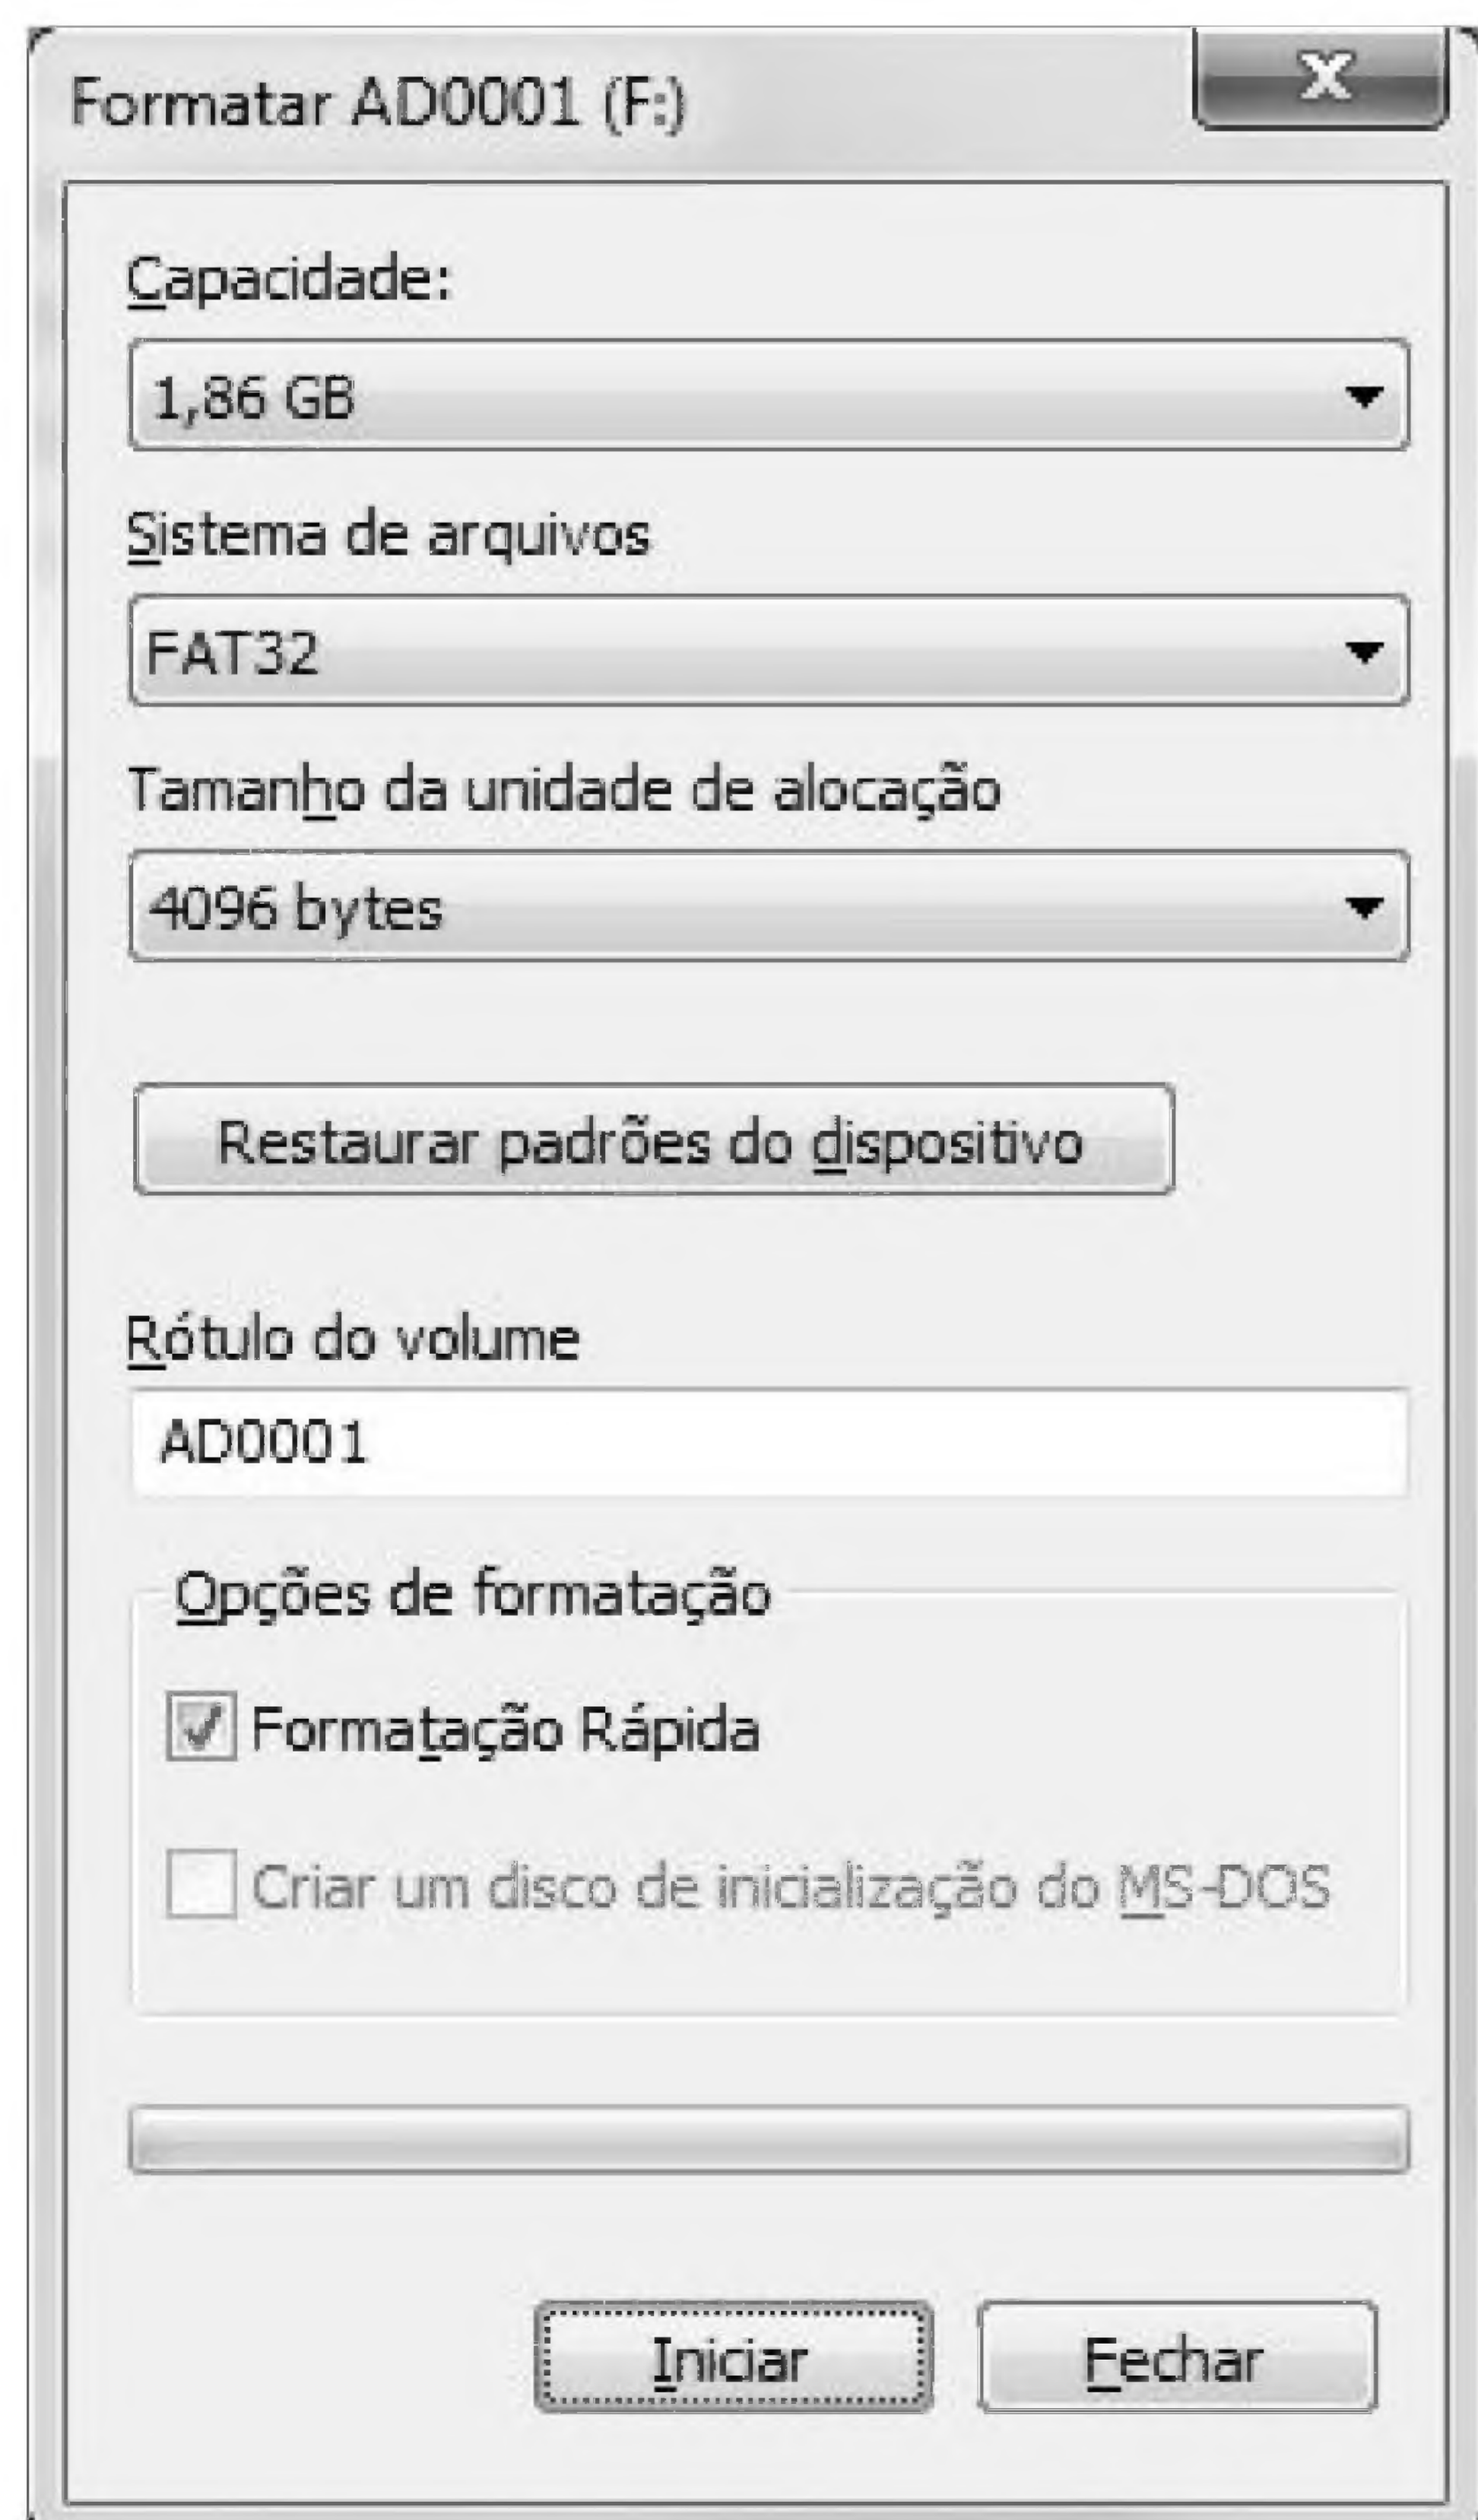 Formatar AD0001 (F:)
Capacidade:
1,86 GB
Sistema de arquivos
FAT32
Tamanho da unidade de alocação
4096 bytes
Restaurar padrões do dispositivo
Rótulo do volume
AD0001
Opções de formatação
Formatação Rápida
Criar um disco de inicialização do MS-DOS
Iniciar
Fechar